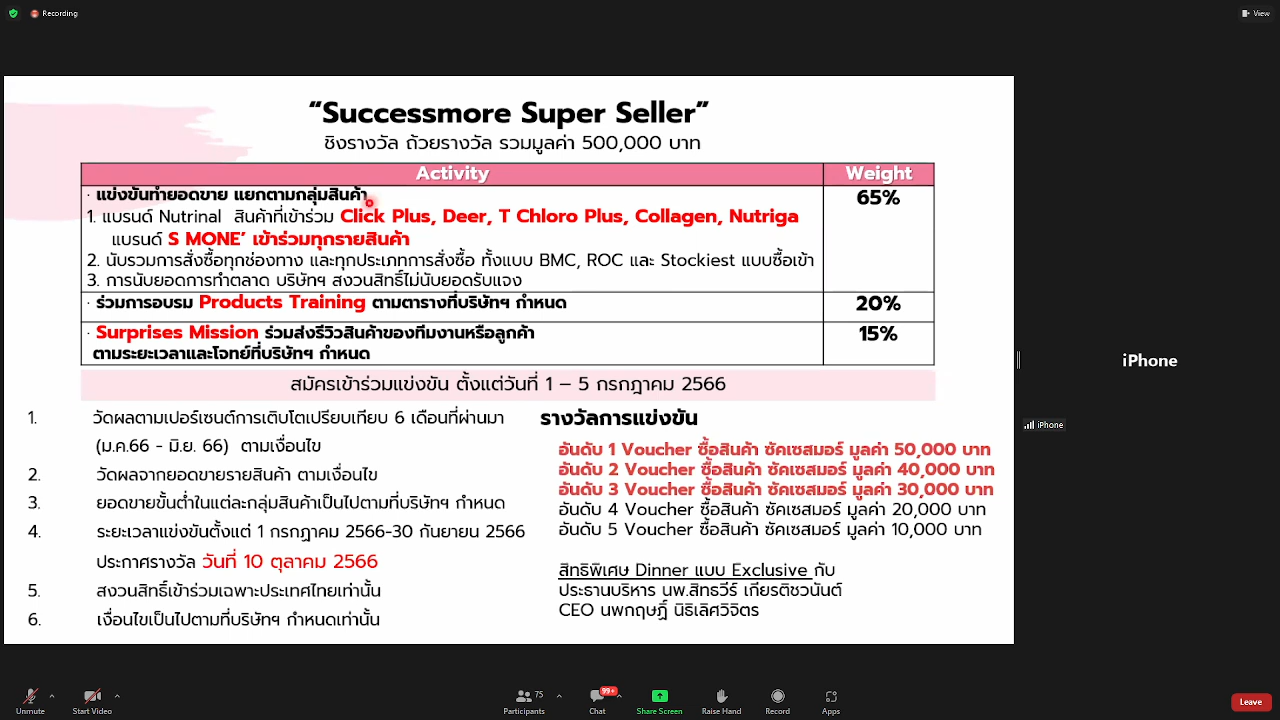 Recording
View
“Successmore Super Seller”
ชิงรางวัล ถ้วยรางวัล รวมมูลค่า 500,000 บาท
Activity Weight
· แข่งขันทำยอดขาย แยกตามกลุ่มสินค้า 65%
1. แบรนด์ Nutrinal สินค้าที่เข้าร่วม Click Plus, Deer, T Chloro Plus, Collagen, Nutriga
แบรนด์ S MONE’ เข้าร่วมทุกรายสินค้า
2. นับรวมการสั่งซื้อทุกช่องทาง และทุกประเภทการสั่งซื้อ ทั้งแบบ BMC, ROC และ Stockiest แบบซื้อเข้า
3. การนับยอดการทำตลาด บริษัทฯ สงวนสิทธิ์ไม่นับยอดรับแจง
· ร่วมการอบรม Products Training ตามตารางที่บริษัทฯ กำหนด 20%
· Surprises Mission ร่วมส่งรีวิวสินค้าของทีมงานหรือลูกค้า 15%
ตามระยะเวลาและโจทย์ที่บริษัทฯ กำหนด
สมัครเข้าร่วมแข่งขัน ตั้งแต่วันที่ 1 – 5 กรกฎาคม 2566
1. วัดผลตามเปอร์เซนต์การเติบโตเปรียบเทียบ 6 เดือนที่ผ่านมา
(ม.ค.66 - มิ.ย. 66) ตามเงื่อนไข
2. วัดผลจากยอดขายรายสินค้า ตามเงื่อนไข
3. ยอดขายขั้นต่ำในแต่ละกลุ่มสินค้าเป็นไปตามที่บริษัทฯ กำหนด
4. ระยะเวลาแข่งขันตั้งแต่ 1 กรกฎาคม 2566-30 กันยายน 2566
ประกาศรางวัล วันที่ 10 ตุลาคม 2566
5. สงวนสิทธิ์เข้าร่วมเฉพาะประเทศไทยเท่านั้น
6. เงื่อนไขเป็นไปตามที่บริษัทฯ กำหนดเท่านั้น
รางวัลการแข่งขัน
อันดับ 1 Voucher ซื้อสินค้า ซัคเซสมอร์ มูลค่า 50,000 บาท
อันดับ 2 Voucher ซื้อสินค้า ซัคเซสมอร์ มูลค่า 40,000 บาท
อันดับ 3 Voucher ซื้อสินค้า ซัคเซสมอร์ มูลค่า 30,000 บาท
อันดับ 4 Voucher ซื้อสินค้า ซัคเซสมอร์ มูลค่า 20,000 บาท
อันดับ 5 Voucher ซื้อสินค้า ซัคเซสมอร์ มูลค่า 10,000 บาท
สิทธิพิเศษ Dinner แบบ Exclusive กับ
ประธานบริหาร นพ.สิทธวีร์ เกียรติชวนันต์
CEO นพกฤษฏิ์ นิธิเลิศวิจิตร
iPhone
iPhone
Unmute
Start Video
75
Participants
99+
Chat
Share Screen
Raise Hand
Record
Apps
Leave